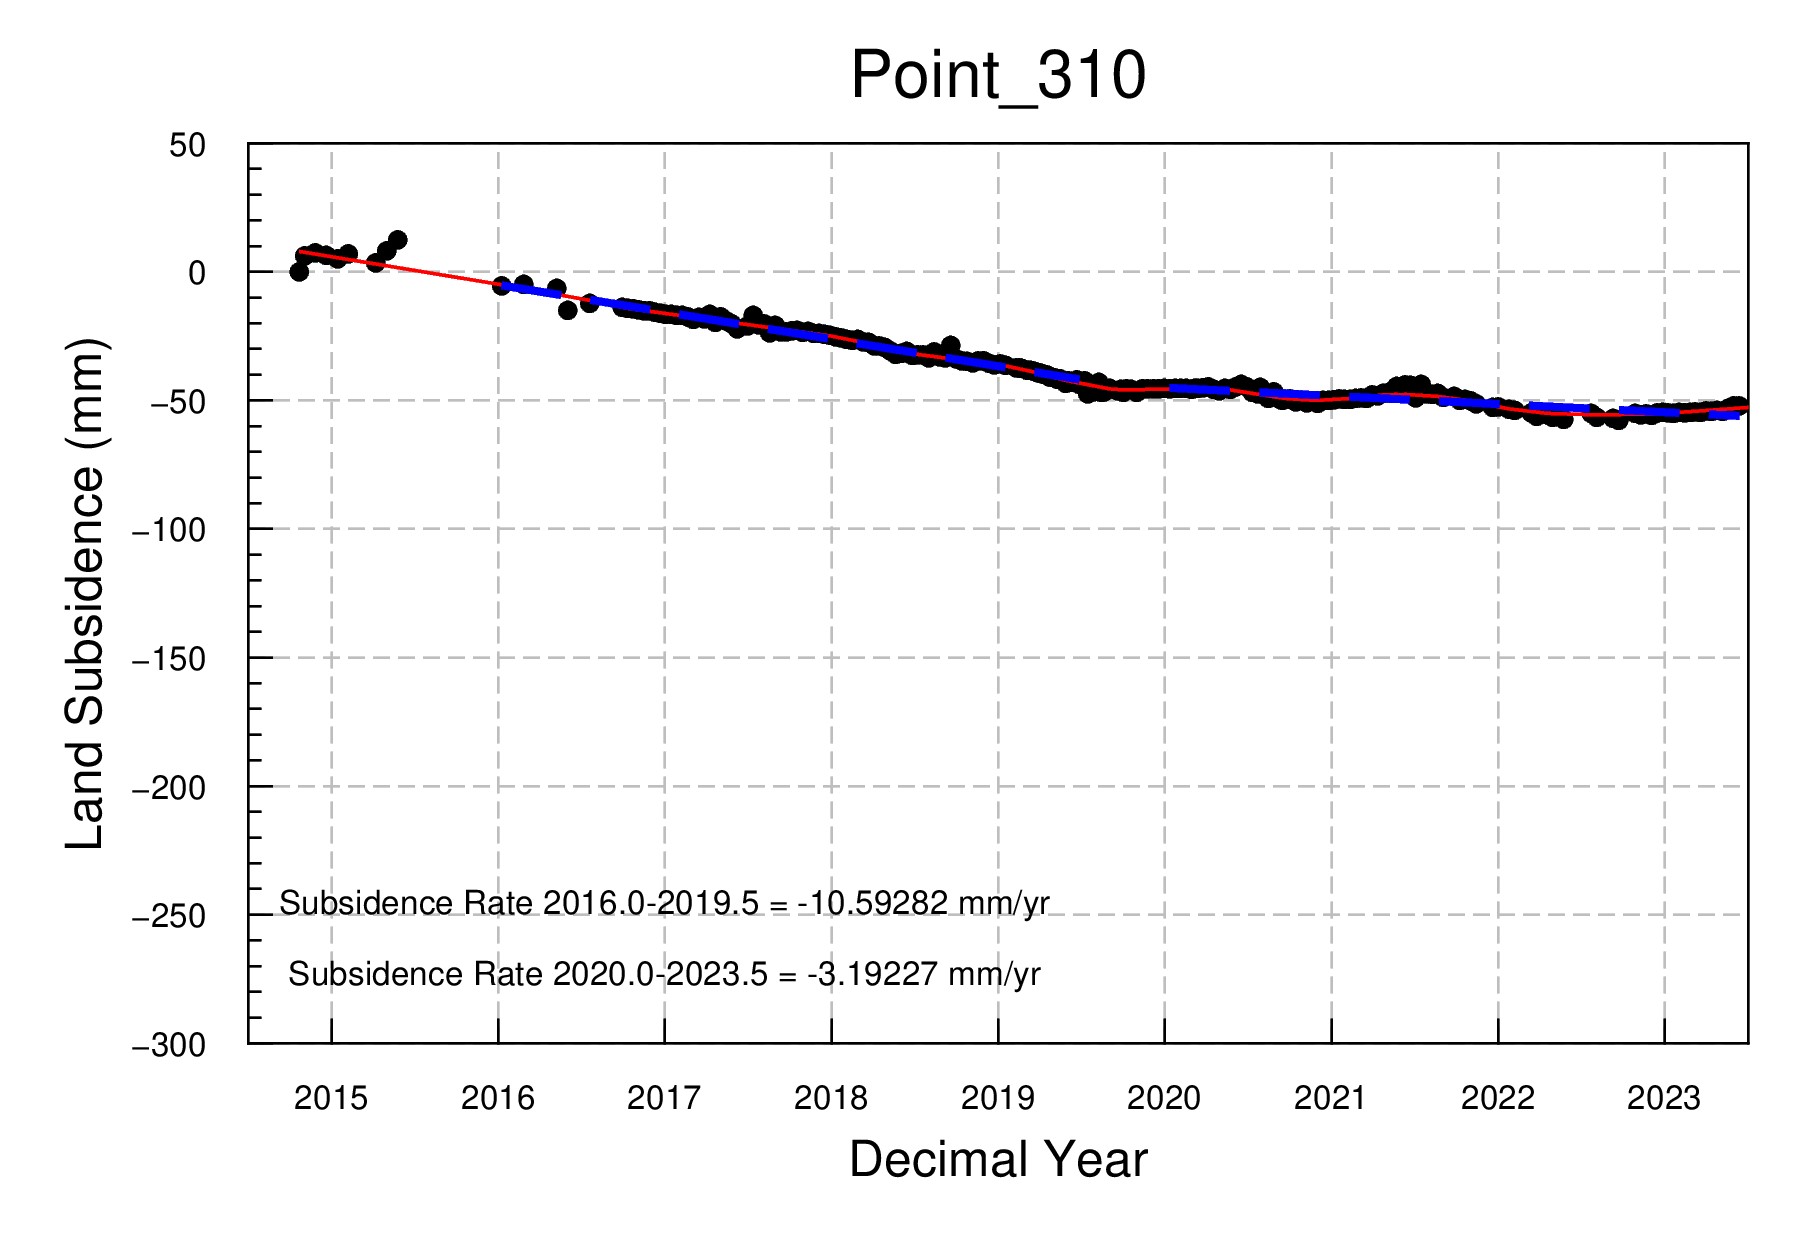 Point_310
50
0
−50
−100
−150
−200
−250
−300
Land Subsidence (mm)
Subsidence Rate 2016.0-2019.5 = -10.59282 mm/yr
Subsidence Rate 2020.0-2023.5 = -3.19227 mm/yr
2015 2016 2017 2018 2019 2020 2021 2022 2023
Decimal Year